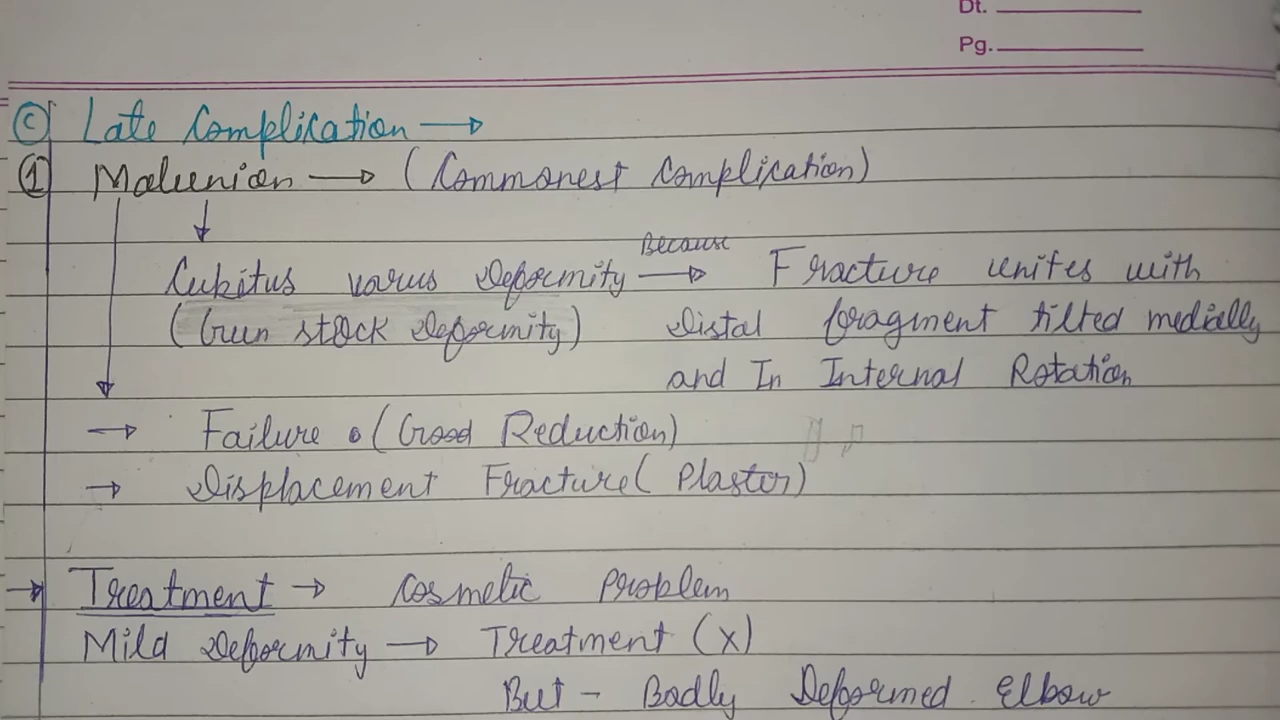 Dt.
Pg.
Ⓒ Late Complication →
① Malunion → (Commonest Complication)
Because
Cubitus varus Deformity → Fracture unites with
(Gun stock Deformity) Distal fragment tilted medially
and In Internal Rotation
→ Failure (Good Reduction)
→ Displacement Fracture (Plaster)
→ Treatment → Cosmetic Problem
Mild Deformity → Treatment (x)
But - Badly Deformed Elbow